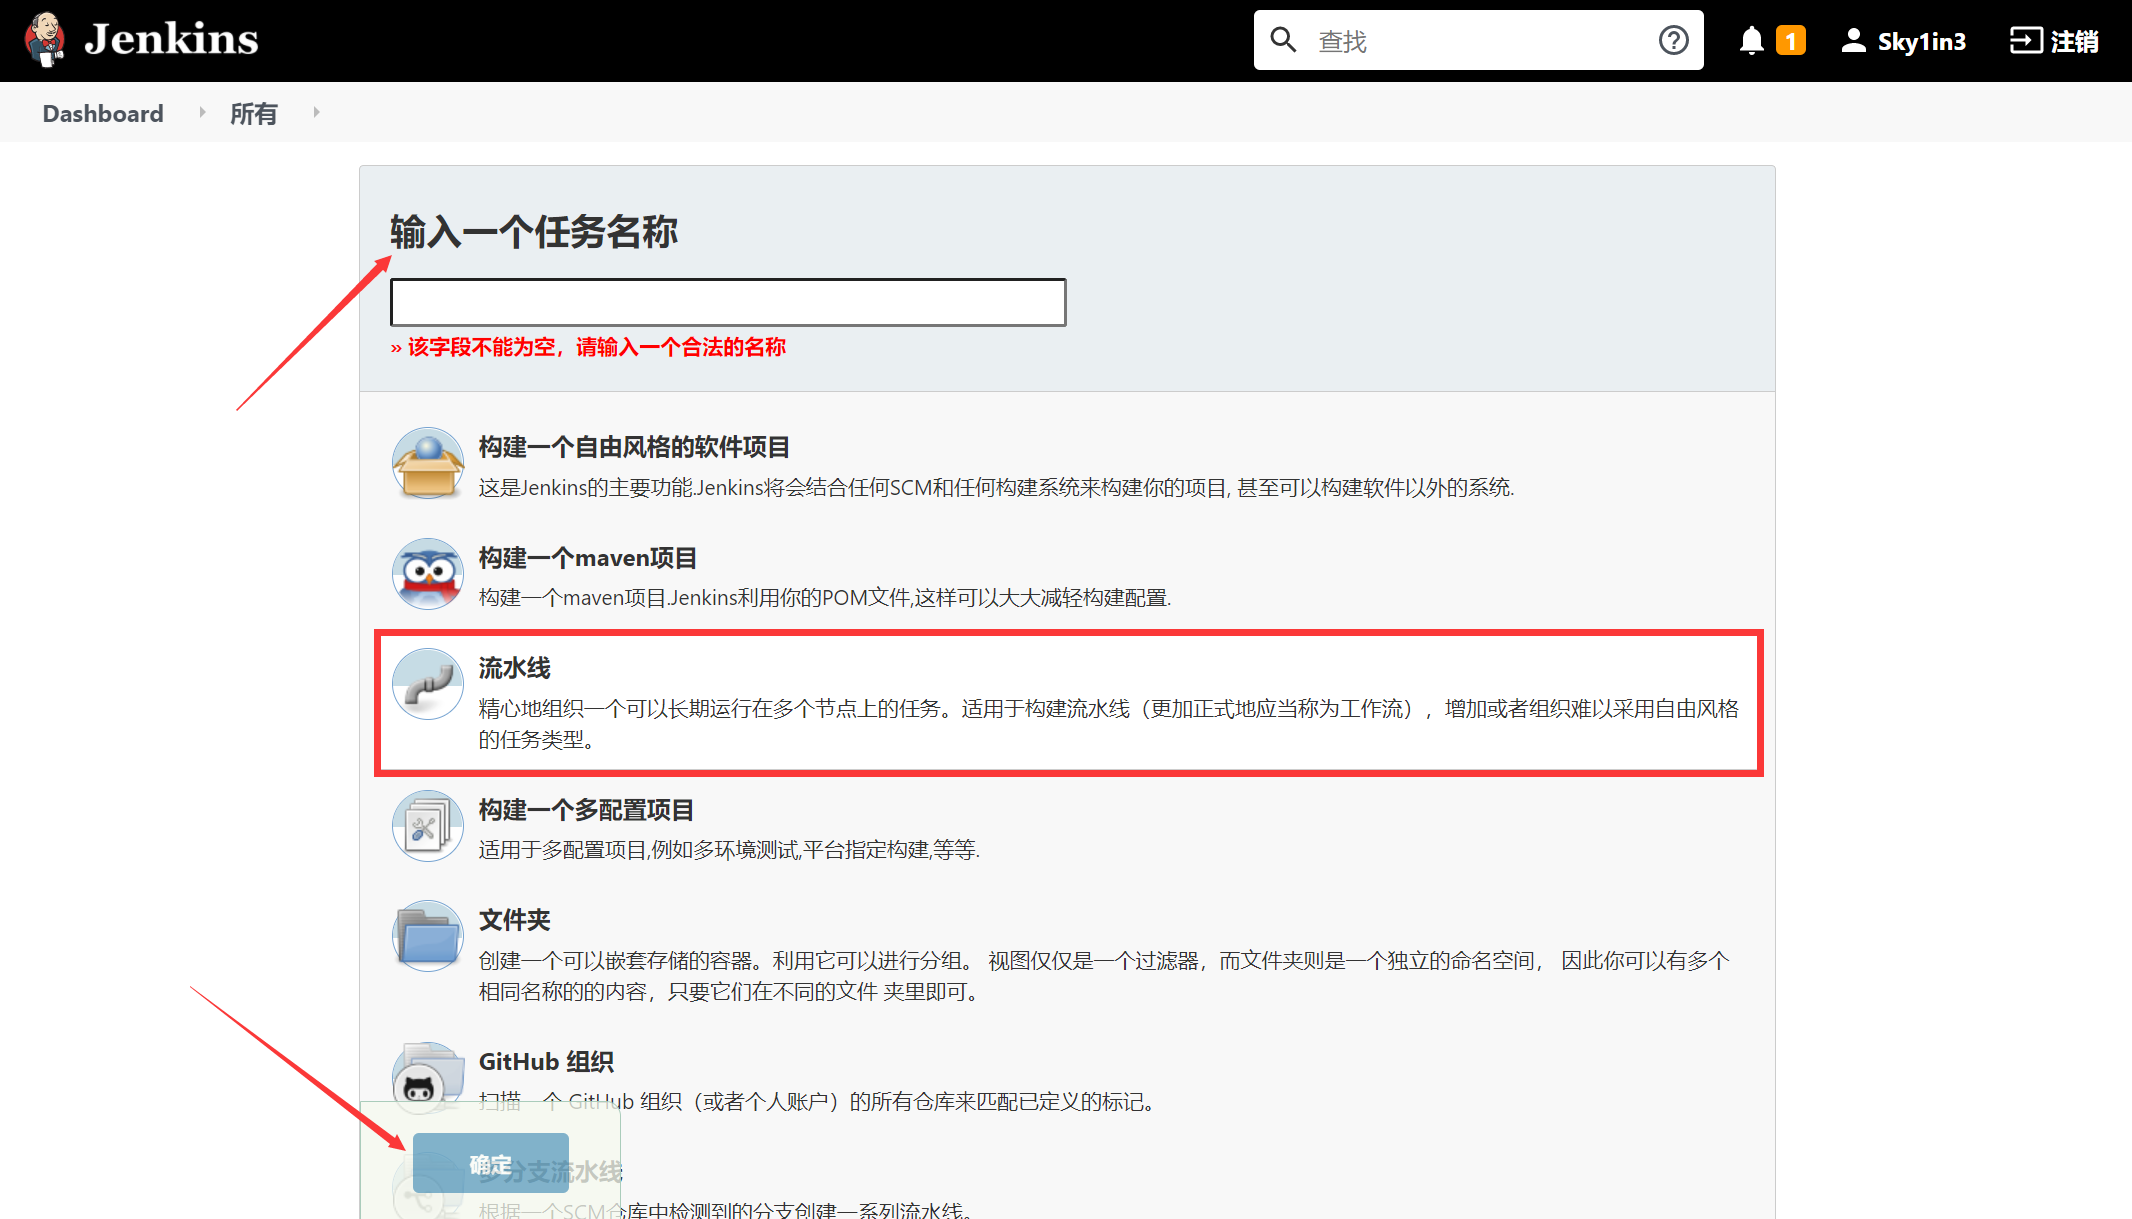 Jenkins
查找
1
Sky1in3
注销
Dashboard
所有
输入一个任务名称
» 该字段不能为空，请输入一个合法的名称
构建一个自由风格的软件项目
这是Jenkins的主要功能.Jenkins将会结合任何SCM和任何构建系统来构建你的项目, 甚至可以构建软件以外的系统.
构建一个maven项目
构建一个maven项目.Jenkins利用你的POM文件,这样可以大大减轻构建配置.
流水线
精心地组织一个可以长期运行在多个节点上的任务。适用于构建流水线（更加正式地应当称为工作流），增加或者组织难以采用自由风格
的任务类型。
构建一个多配置项目
适用于多配置项目,例如多环境测试,平台指定构建,等等.
文件夹
创建一个可以嵌套存储的容器。利用它可以进行分组。 视图仅仅是一个过滤器，而文件夹则是一个独立的命名空间， 因此你可以有多个
相同名称的的内容，只要它们在不同的文件 夹里即可。
GitHub 组织
扫描一个 GitHub 组织（或者个人账户）的所有仓库来匹配已定义的标记。
确定
多分支流水线
根据一个SCM仓库中检测到的分支创建一系列流水线。